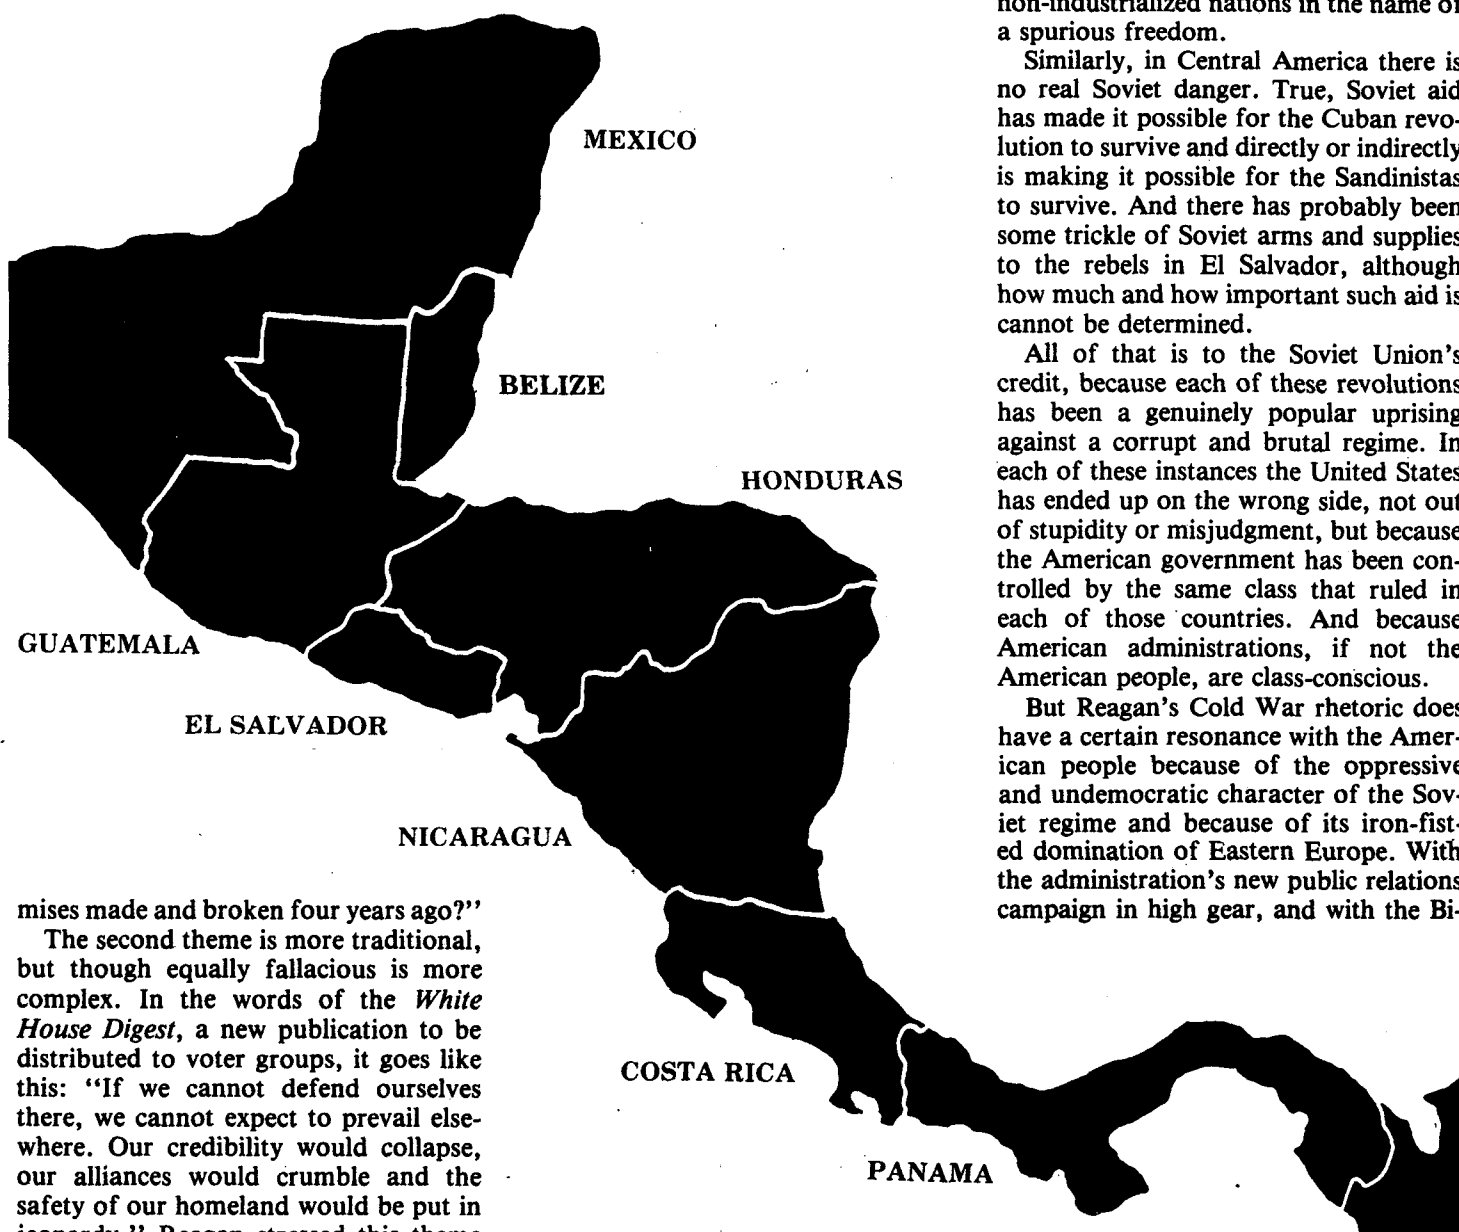 MEXICO
BELIZE
HONDURAS
GUATEMALA
EL SALVADOR
NICARAGUA
COSTA RICA
PANAMA
mises made and broken four years ago?"
The second theme is more traditional,
but though equally fallacious is more
complex. In the words of the White
House Digest, a new publication to be
distributed to voter groups, it goes like
this: "If we cannot defend ourselves
there, we cannot expect to prevail else-
where. Our credibility would collapse,
our alliances would crumble and the
safety of our homeland would be put in
jeopardy." Reagan stressed this theme
non-industrialized nations in the name of
a spurious freedom.
Similarly, in Central America there is
no real Soviet danger. True, Soviet aid
has made it possible for the Cuban revo-
lution to survive and directly or indirectly
is making it possible for the Sandinistas
to survive. And there has probably been
some trickle of Soviet arms and supplies
to the rebels in El Salvador, although
how much and how important such aid is
cannot be determined.
All of that is to the Soviet Union's
credit, because each of these revolutions
has been a genuinely popular uprising
against a corrupt and brutal regime. In
each of these instances the United States
has ended up on the wrong side, not out
of stupidity or misjudgment, but because
the American government has been con-
trolled by the same class that ruled in
each of those countries. And because
American administrations, if not the
American people, are class-conscious.
But Reagan's Cold War rhetoric does
have a certain resonance with the Amer-
ican people because of the oppressive
and undemocratic character of the Sov-
iet regime and because of its iron-fist-
ed domination of Eastern Europe. With
the administration's new public relations
campaign in high gear, and with the Bi-